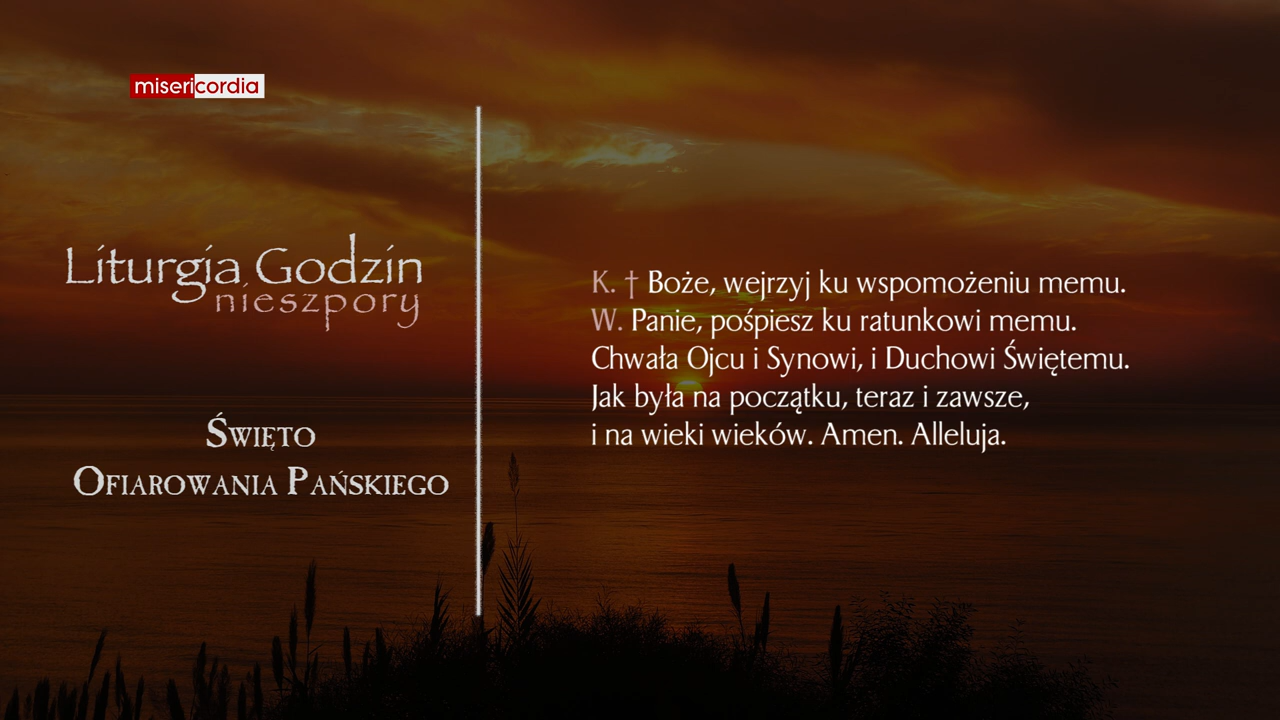 misericordia
Liturgia Godzin
nieszpory
Święto
Ofiarowania Pańskiego
K. † Boże, wejrzyj ku wspomożeniu memu.
W. Panie, pośpiesz ku ratunkowi memu.
Chwała Ojcu i Synowi, i Duchowi Świętemu.
Jak była na początku, teraz i zawsze,
i na wieki wieków. Amen. Alleluja.